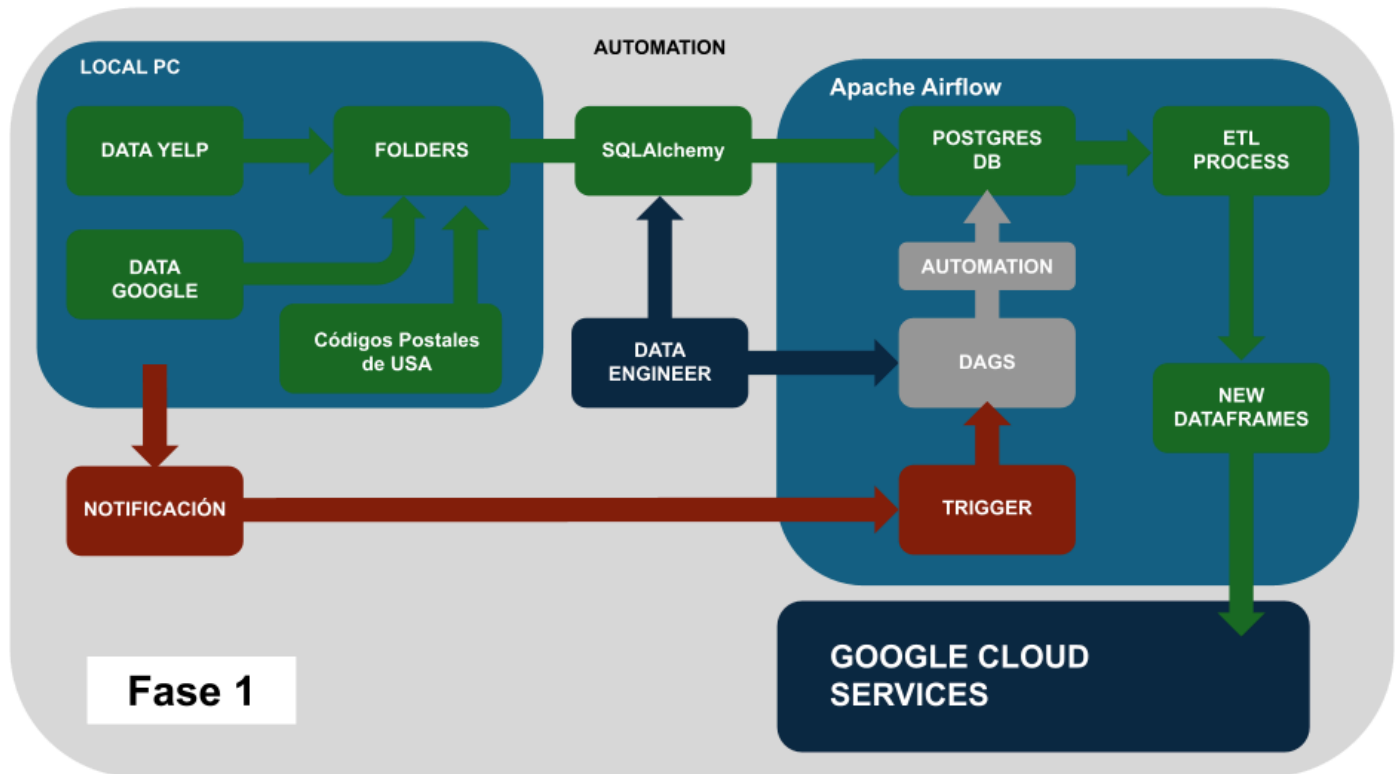 AUTOMATION
LOCAL PC
Apache Airflow
DATA YELP
FOLDERS
SQLAlchemy
POSTGRES
DB
ETL
PROCESS
DATA
GOOGLE
AUTOMATION
Códigos Postales
de USA
DATA
ENGINEER
DAGS
NEW
DATAFRAMES
NOTIFICACIÓN
TRIGGER
GOOGLE CLOUD
SERVICES
Fase 1